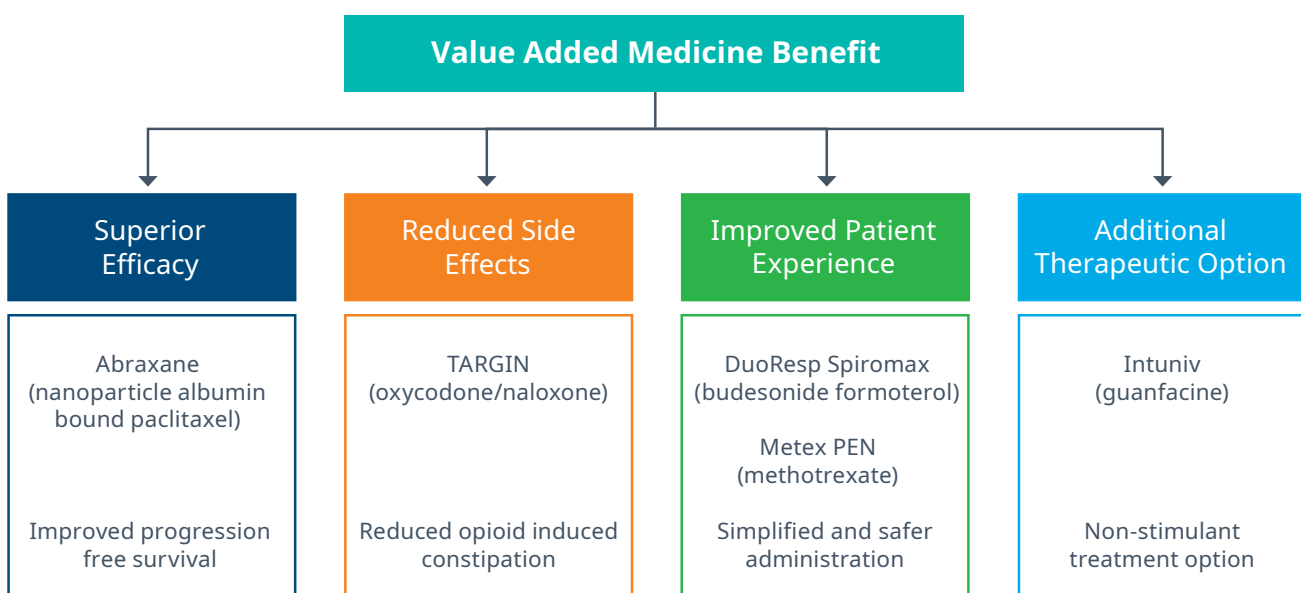 Value Added Medicine Benefit
Superior
Efficacy
Abraxane
(nanoparticle albumin
bound paclitaxel)
Improved progression
free survival
Reduced Side
Effects
TARGIN
(oxycodone/naloxone)
Reduced opioid induced
constipation
Improved Patient
Experience
DuoResp Spiromax
(budesonide formoterol)
Metex PEN
(methotrexate)
Simplified and safer
administration
Additional
Therapeutic Option
Intuniv
(guanfacine)
Non-stimulant
treatment option